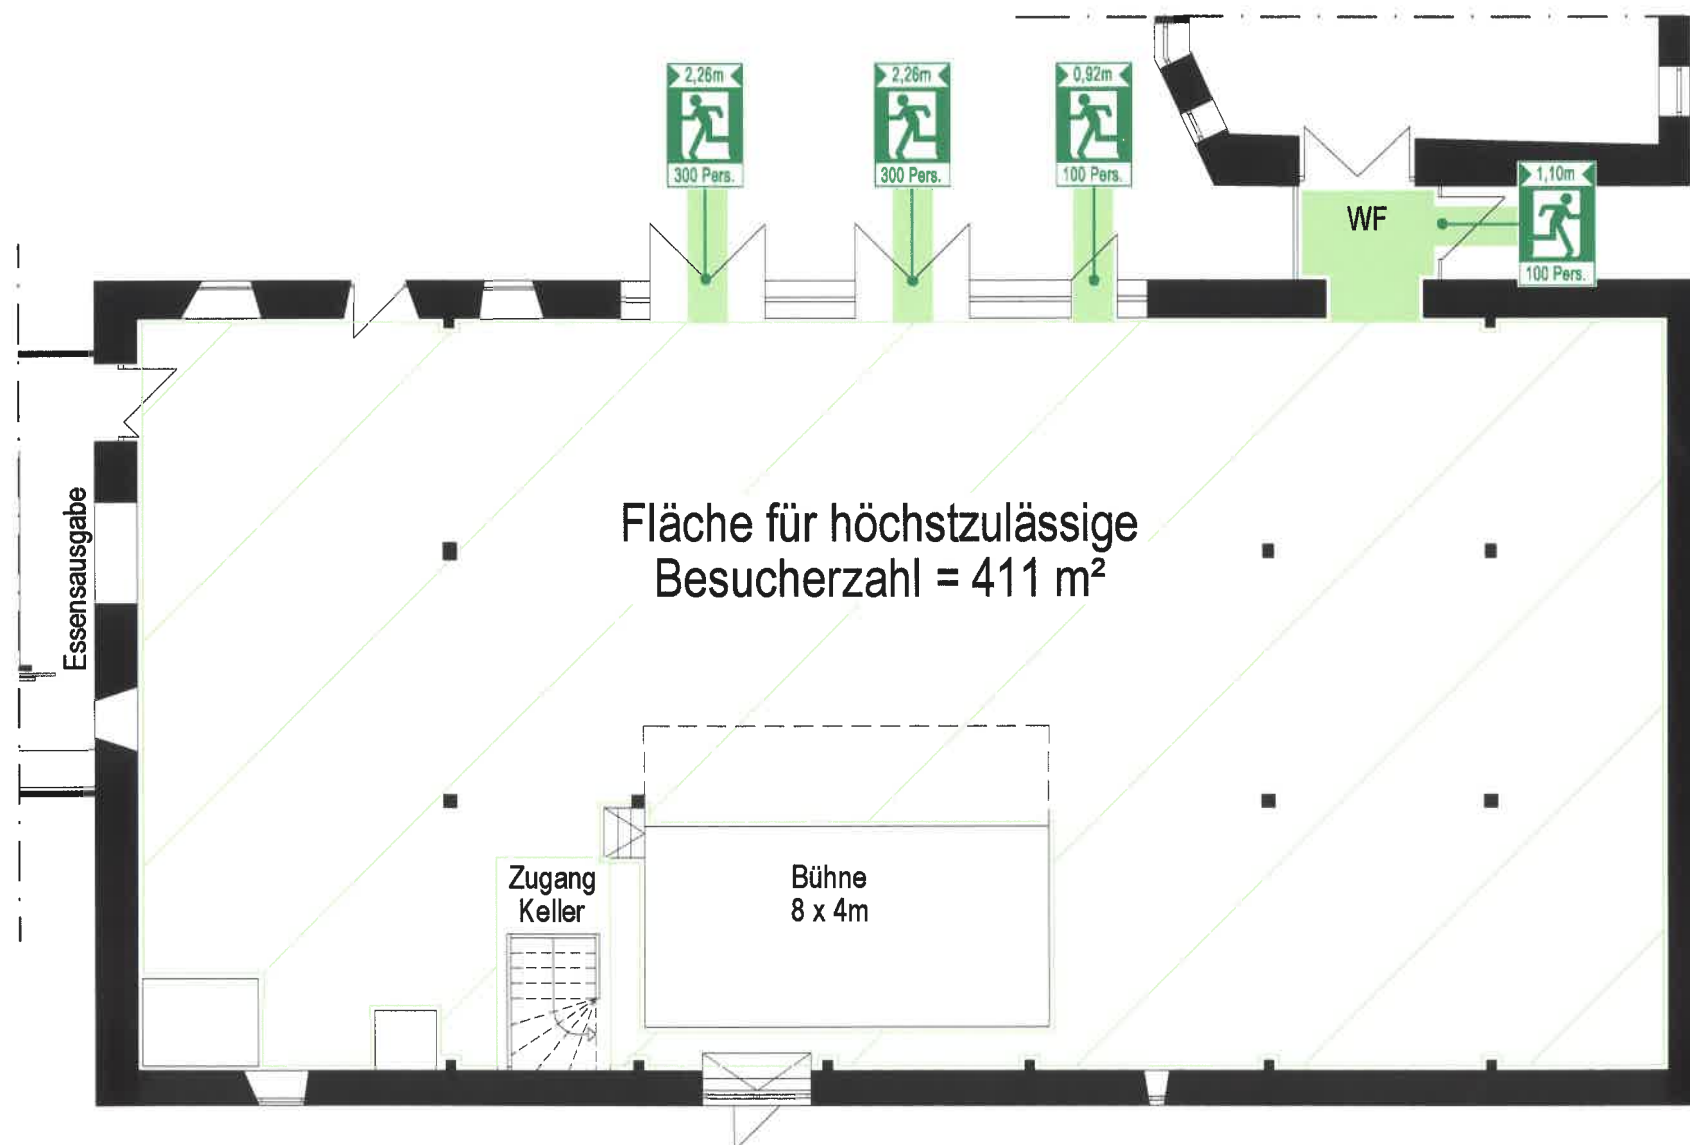 2,26m
300 Pers.
2,26m
300 Pers.
0,92m
100 Pers.
1,10m
100 Pers.
WF
Essensausgabe
Fläche für höchstzulässige
Besucherzahl = 411 m²
Zugang
Keller
Bühne
8 x 4m